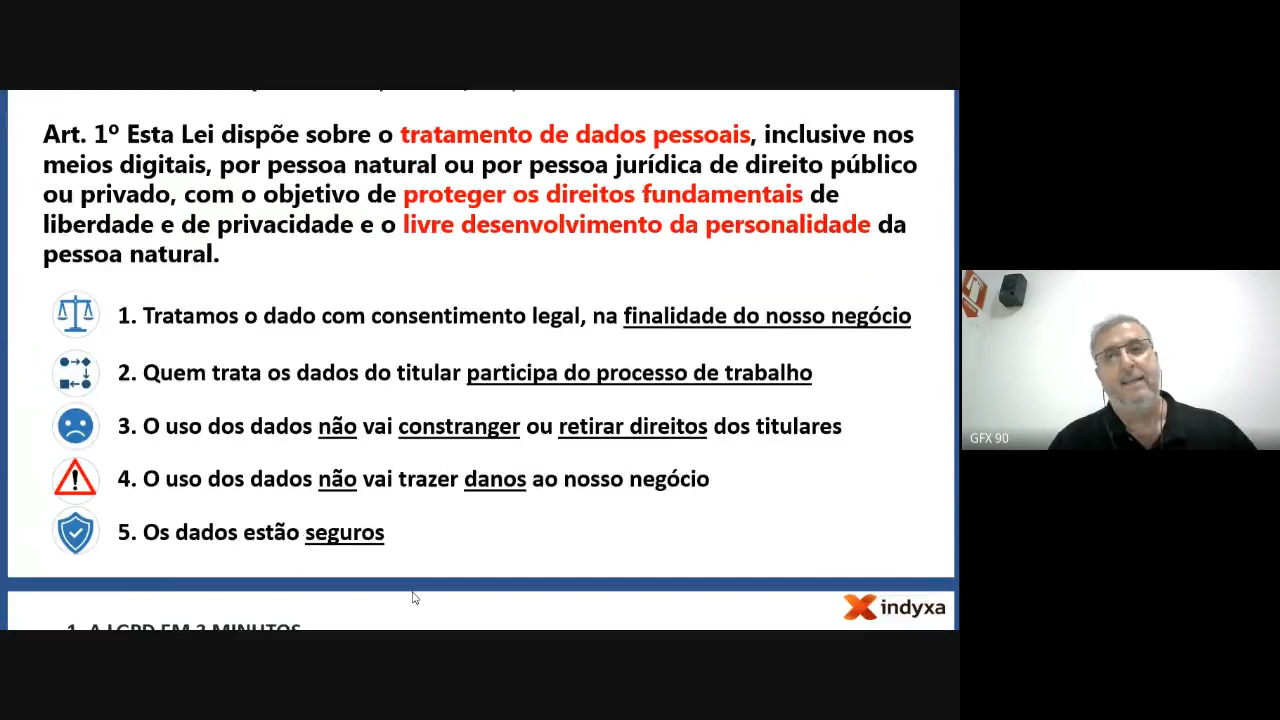 Art. 1º Esta Lei dispõe sobre o tratamento de dados pessoais, inclusive nos
meios digitais, por pessoa natural ou por pessoa jurídica de direito público
ou privado, com o objetivo de proteger os direitos fundamentais de
liberdade e de privacidade e o livre desenvolvimento da personalidade da
pessoa natural.
1. Tratamos o dado com consentimento legal, na finalidade do nosso negócio
2. Quem trata os dados do titular participa do processo de trabalho
3. O uso dos dados não vai constranger ou retirar direitos dos titulares
4. O uso dos dados não vai trazer danos ao nosso negócio
5. Os dados estão seguros
indyxa
1. A LGPD EM 3 MINUTOS
GFX 90